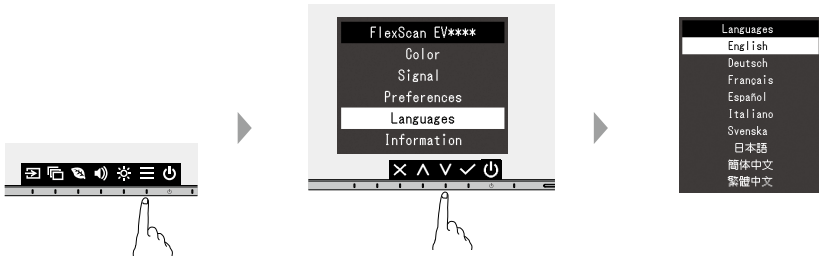 FlexScan EV****
Color
Signal
Preferences
Languages
Information
Languages
English
Deutsch
Français
Español
Italiano
Svenska
日本語
简体中文
繁體中文